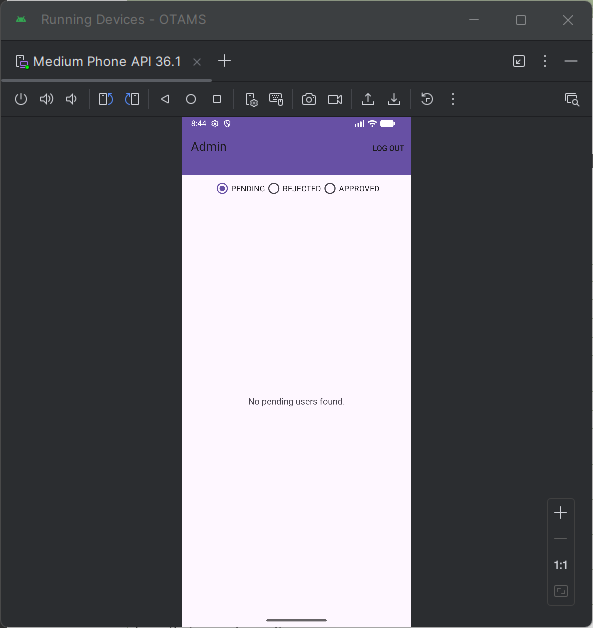 Running Devices - OTAMS
Medium Phone API 36.1
8:44
Admin
LOG OUT
PENDING REJECTED APPROVED
No pending users found.
1:1